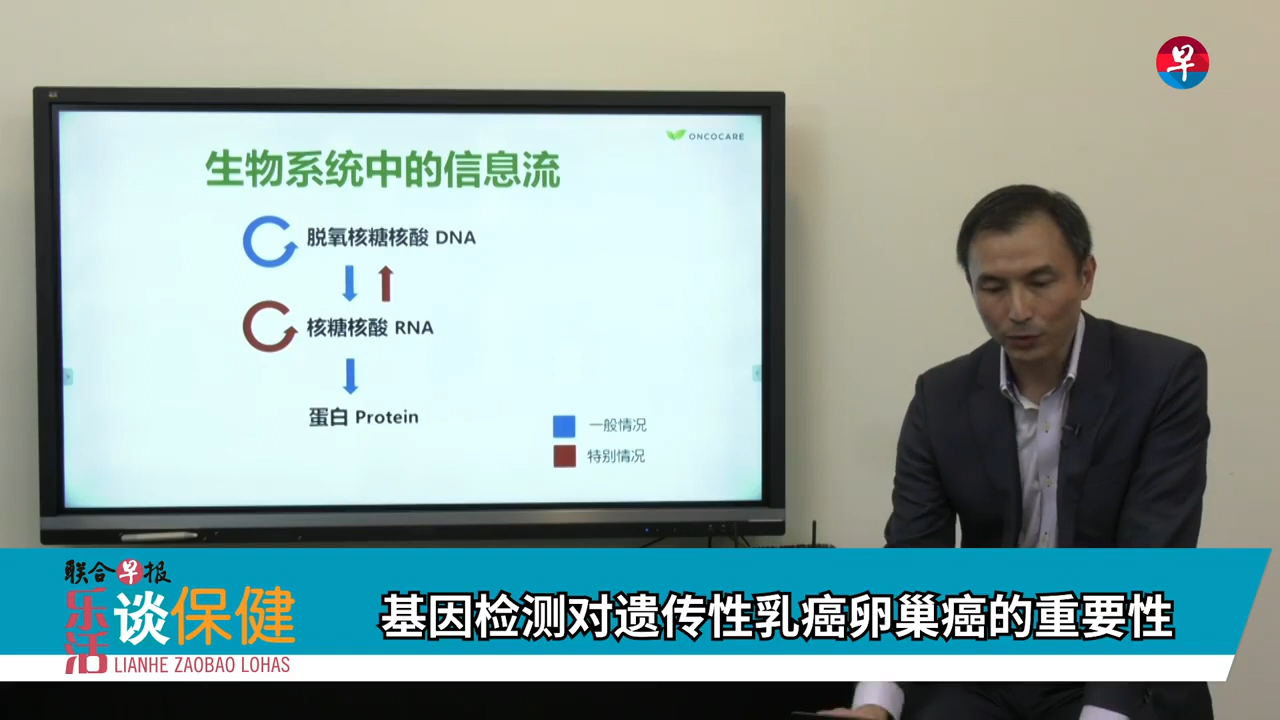 早
ONCOCARE
生物系统中的信息流
脱氧核糖核酸 DNA
核糖核酸 RNA
蛋白 Protein
一般情况
特别情况
联合早报
乐活谈保健
LIANHE ZAOBAO LOHAS
基因检测对遗传性乳癌卵巢癌的重要性